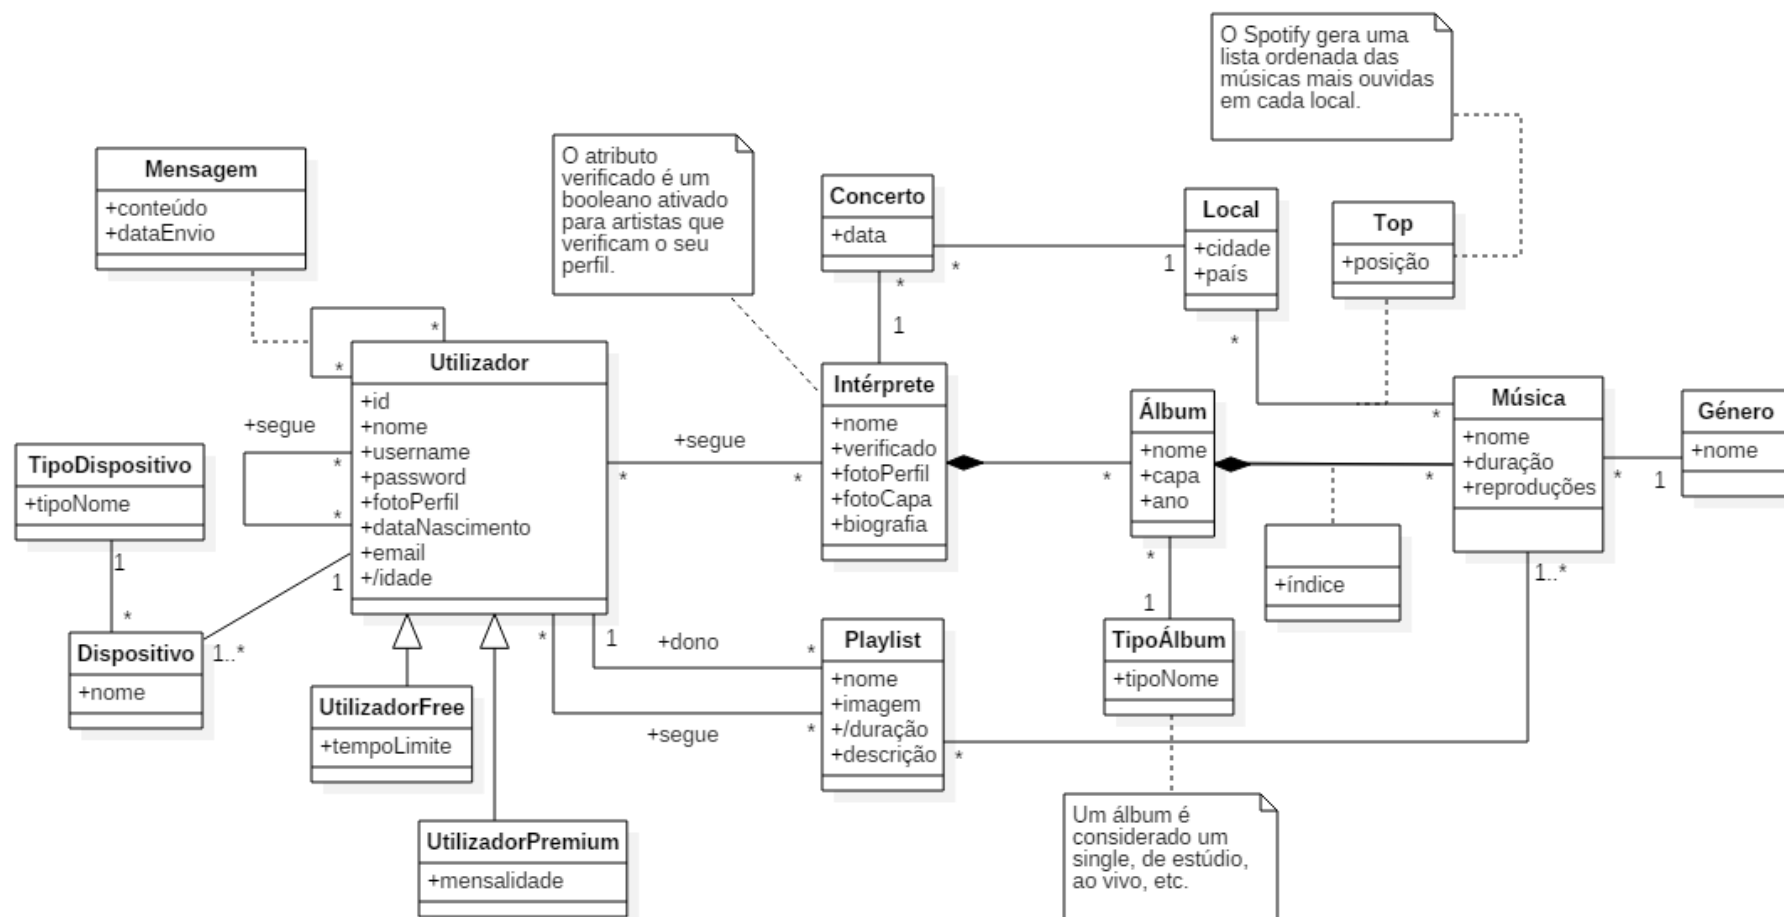 O Spotify gera uma
lista ordenada das
músicas mais ouvidas
em cada local.
Mensagem
+conteúdo
+dataEnvio
O atributo
verificado é um
booleano ativado
para artistas que
verificam o seu
perfil.
Concerto
+data
*
1
*
1
Local
+cidade
+país
*
Top
+posição
*
*
Utilizador
+id
+nome
+username
+password
+fotoPerfil
+dataNascimento
+email
+/idade
+segue
*
*
TipoDispositivo
+tipoNome
1
*
Dispositivo
+nome
1
1..*
+segue
*
*
Intérprete
+nome
+verificado
+fotoPerfil
+fotoCapa
+biografia
*
Álbum
+nome
+capa
+ano
*
*
Música
+nome
+duração
+reproduções
*
1
Género
+nome
+índice
1..*
*
1
TipoÁlbum
+tipoNome
*
1
+dono
*
+segue
*
Playlist
+nome
+imagem
+/duração
+descrição
*
UtilizadorFree
+tempoLimite
UtilizadorPremium
+mensalidade
Um álbum é
considerado um
single, de estúdio,
ao vivo, etc.